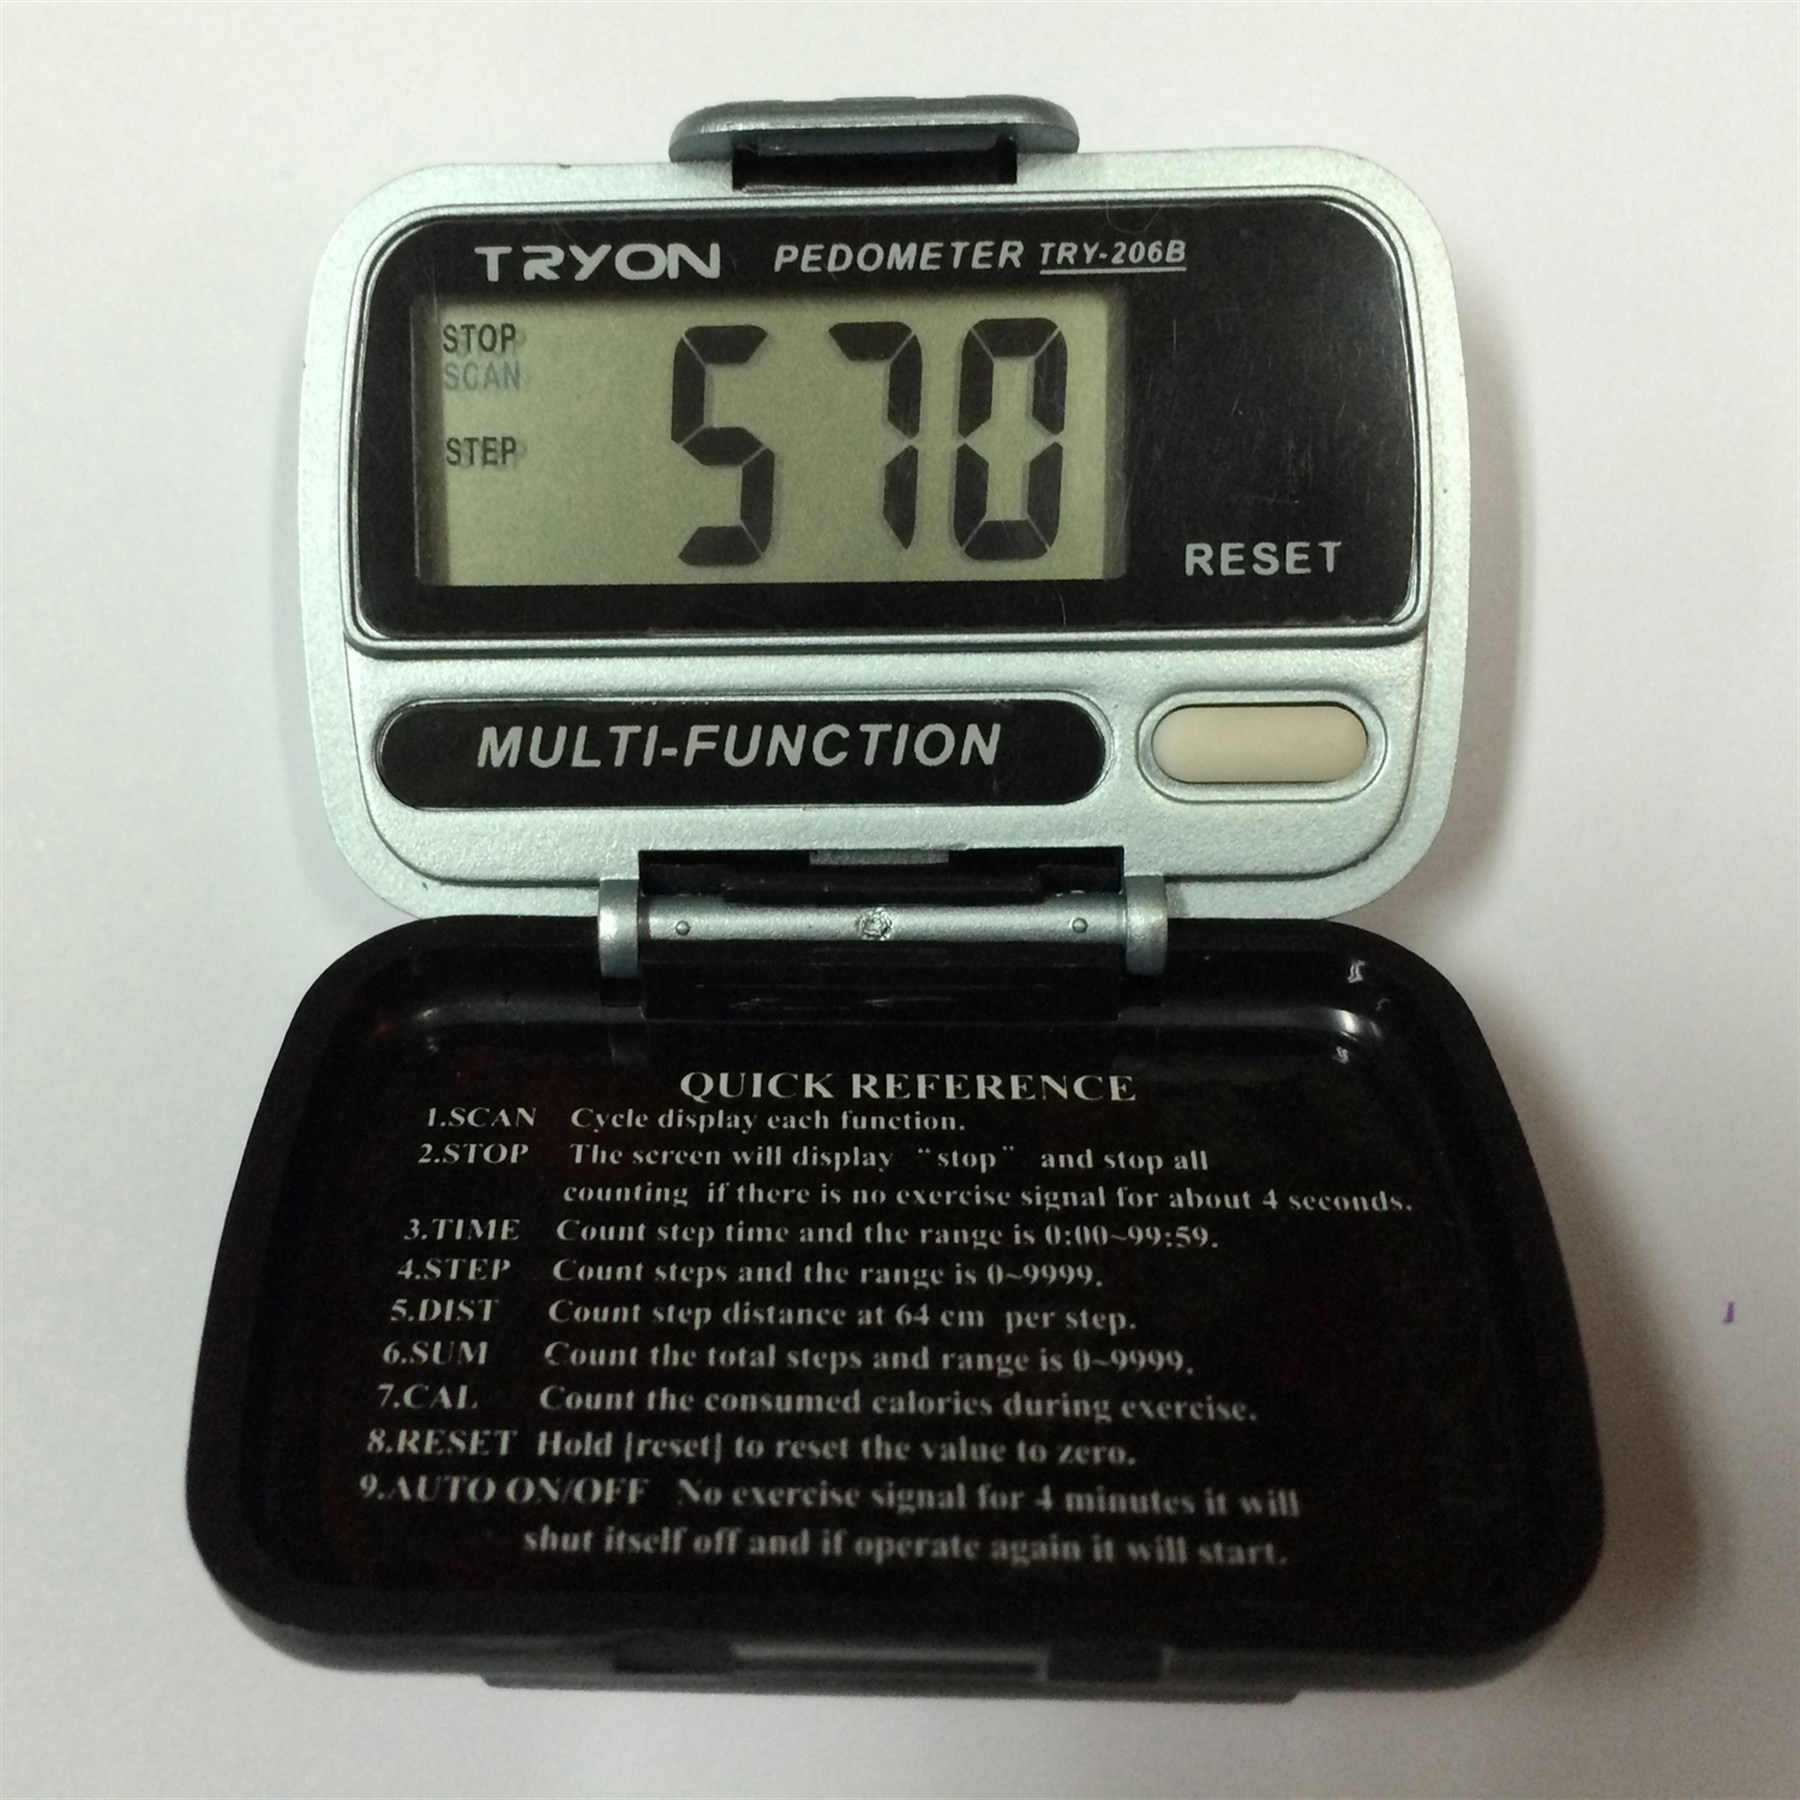 TRYON PEDOMETER TRY-206B
STOP
SCAN
STEP
570
RESET
MULTI-FUNCTION
QUICK REFERENCE
1.SCAN Cycle display each function.
2.STOP The screen will display "stop" and stop all
counting if there is no exercise signal for about 4 seconds.
3.TIME Count step time and the range is 0:00~99:59.
4.STEP Count steps and the range is 0~9999.
5.DIST Count step distance at 64 cm per step.
6.SUM Count the total steps and range is 0~9999.
7.CAL Count the consumed calories during exercise.
8.RESET Hold [reset] to reset the value to zero.
9.AUTO ON/OFF No exercise signal for 4 minutes it will
shut itself off and if operate again it will start.